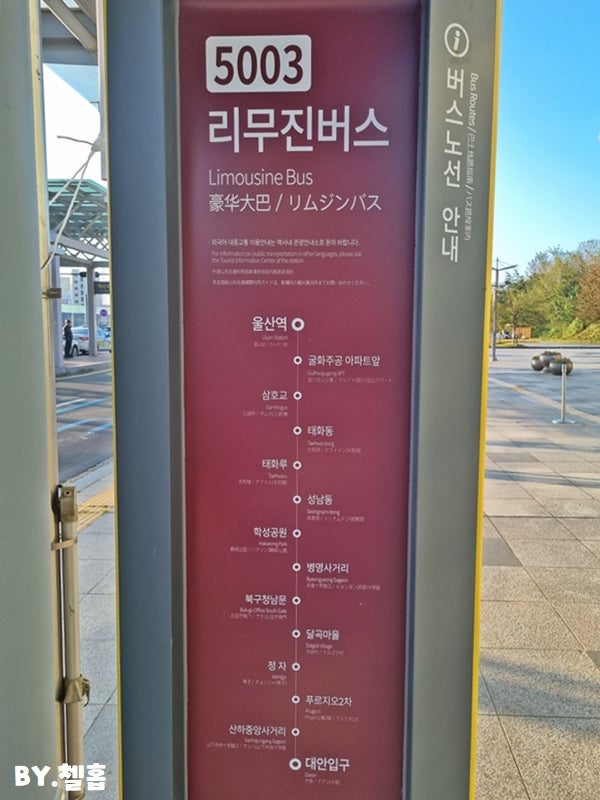 5003
리무진버스
Limousine Bus
豪华大巴 / リムジンバス
외국어 대중교통 이용안내는 역사내 관광안내소로 문의 바랍니다.
For information on public transportation in other languages, please ask
the Tourist Information Center at the station.
울산역
Ulsan Station
굴화주공 아파트앞
Gulhwajugong APT
삼호교
Samhogyo
태화동
Taehwa-dong
태화루
Taehwaru
성남동
Seongnam-dong
학성공원
Hakseong Park
병영사거리
Byeongyeong Sageori
북구청남문
Buk-gu Office South Gate
달곡마을
Dalgok Village
정 자
Jeongja
푸르지오2차
산하중앙사거리
Sanhajungang Sageori
대안입구
Daean
i
버스노선 안내
Bus Routes /
BY.첼홉